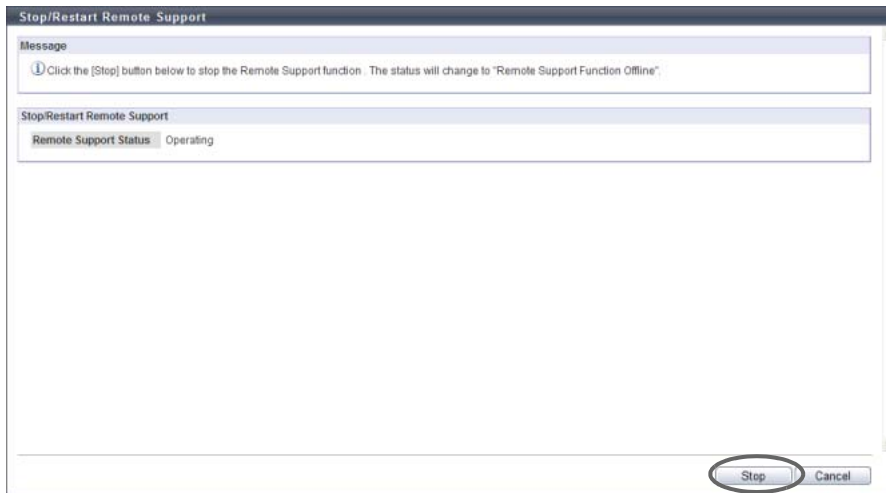 Stop/Restart Remote Support
Message
Click the [Stop] button below to stop the Remote Support function . The status will change to "Remote Support Function Offline".
Stop/Restart Remote Support
Remote Support Status Operating
Stop Cancel